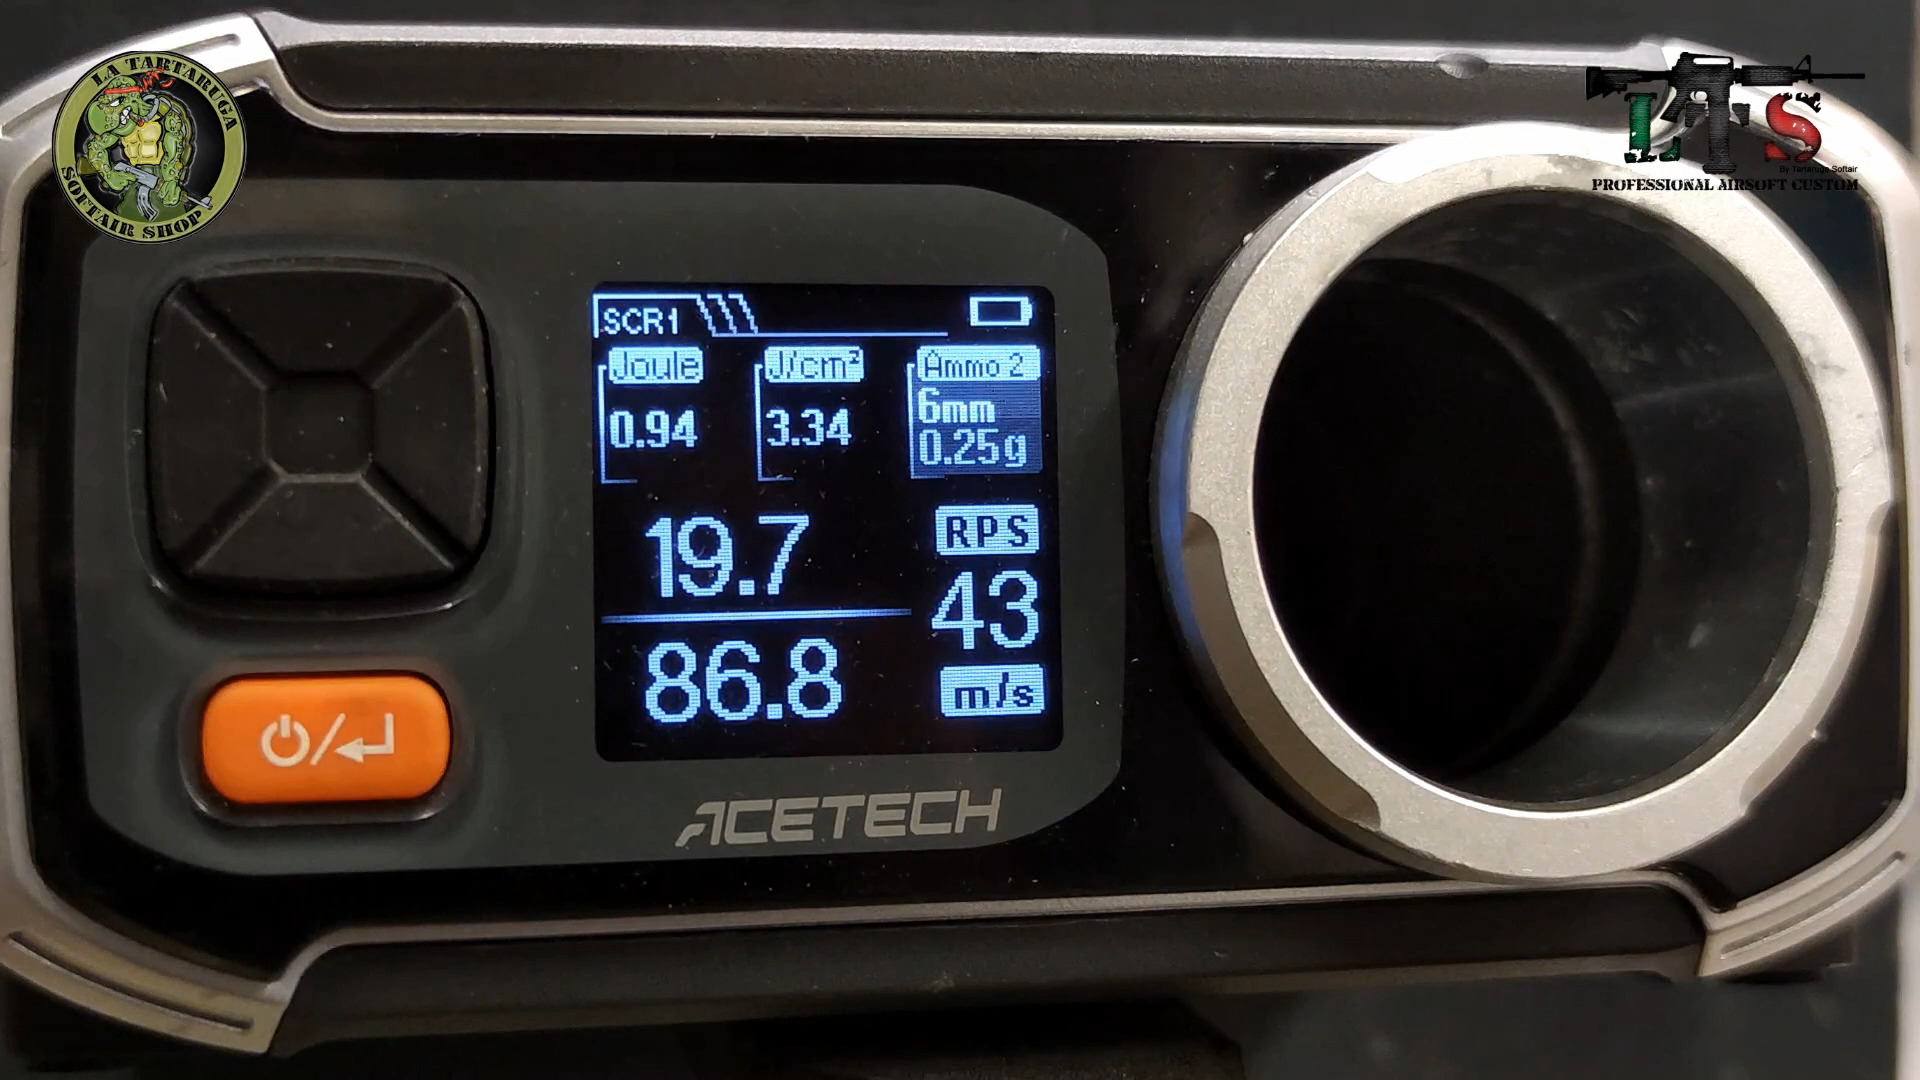 LA TARTARUGA
SOFTAIR SHOP
LTS
By Tartaruga Softair
PROFESSIONAL AIRSOFT CUSTOM
SCR1
Joule
J/cm²
Ammo 2
0.94
3.34
6mm
0.25g
19.7
RPS
43
86.8
m/s
ACETECH